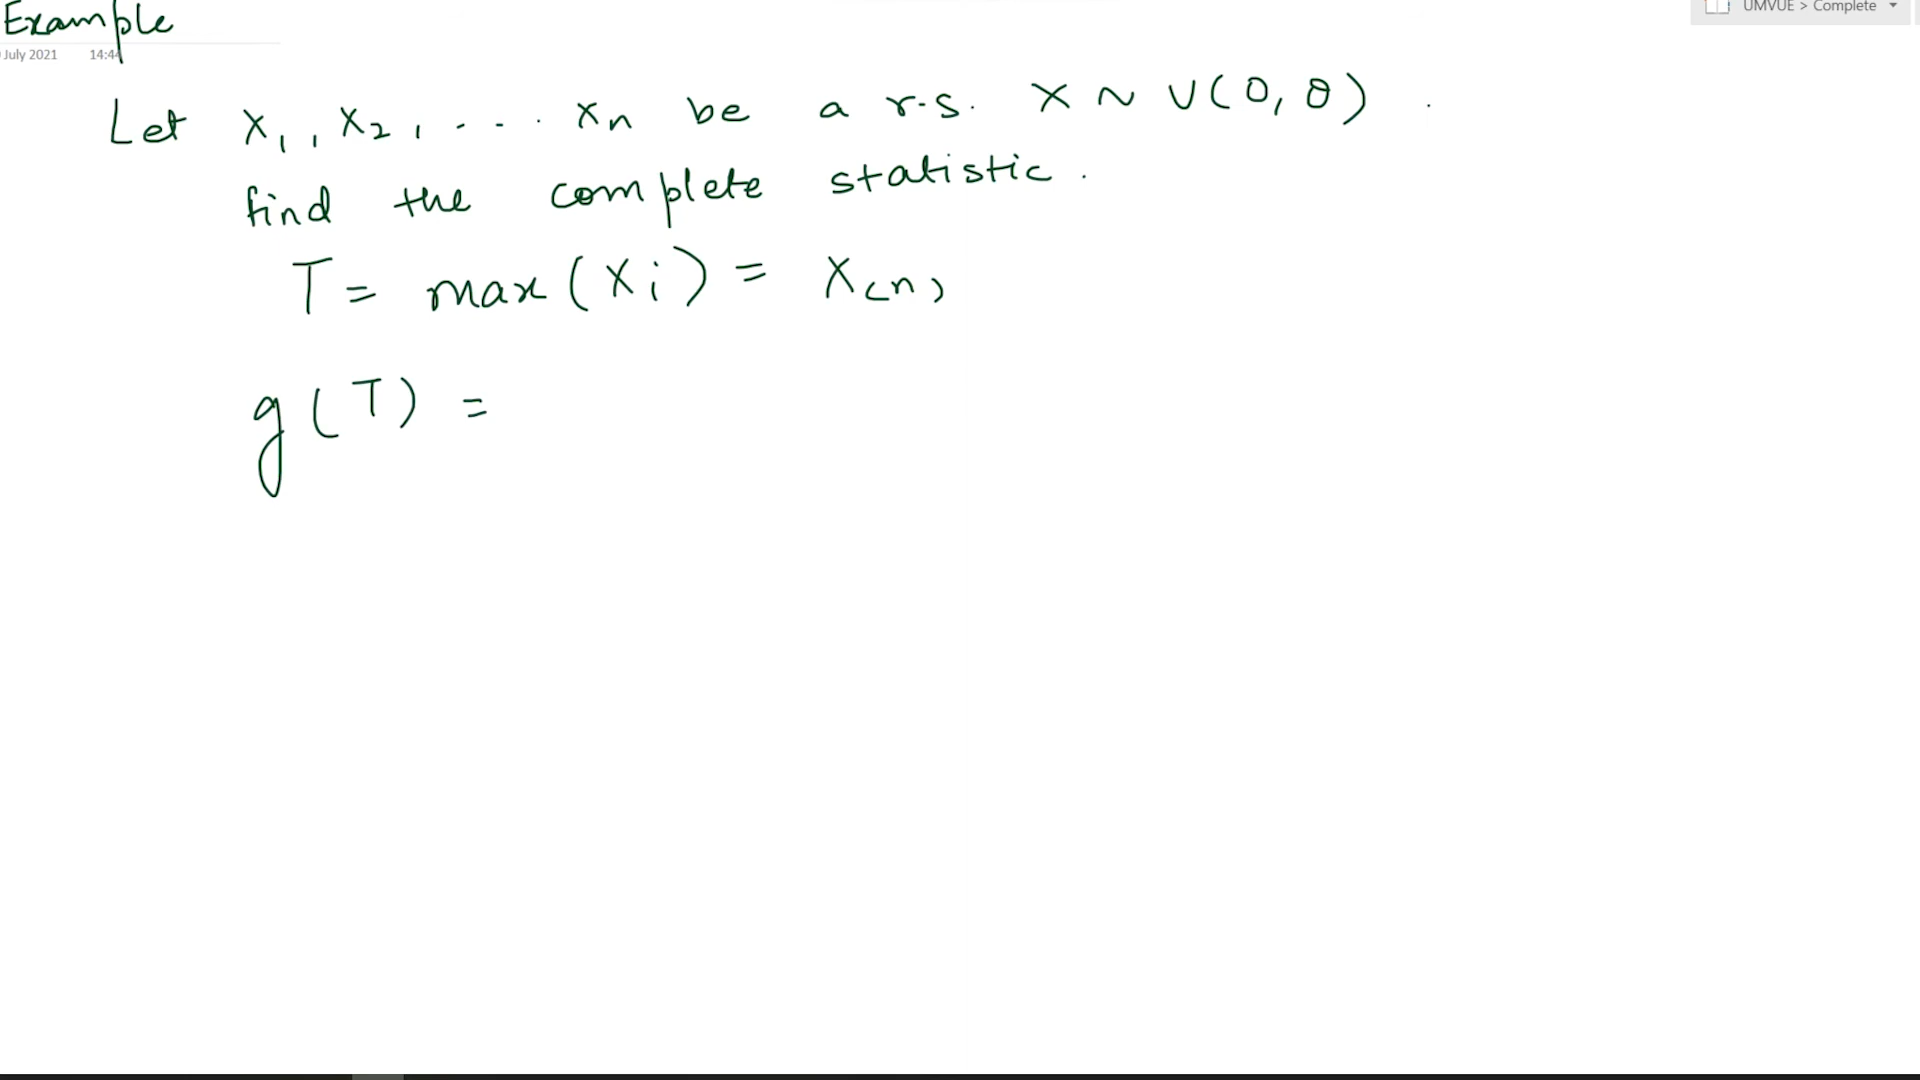 Example
UMVUE > Complete
July 2021 14:44
Let X1, X2, .... Xn be a r.s. X ~ U(0, θ).
find the complete statistic.
T = max(Xi) = X(n)
g(T) =